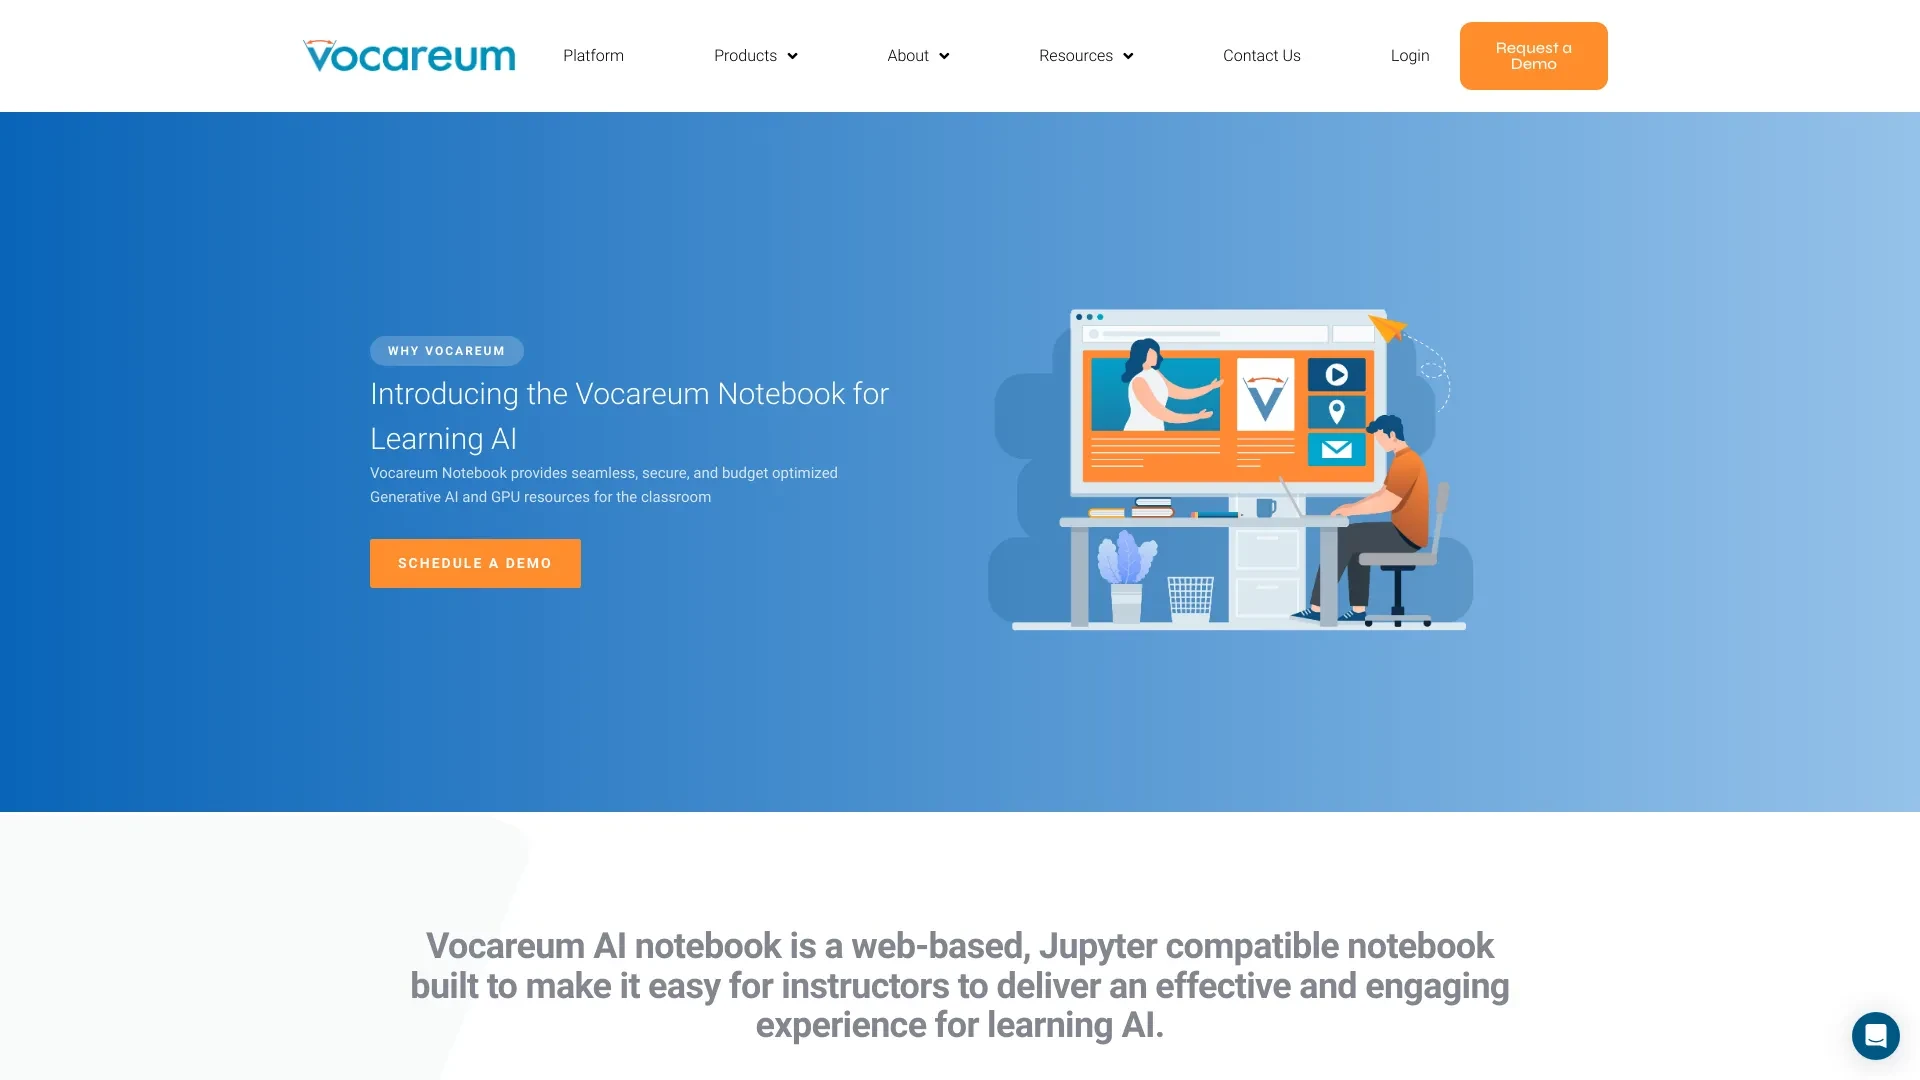 vocareum
Platform
Products
About
Resources
Contact Us
Login
Request a
Demo
WHY VOCAREUM
Introducing the Vocareum Notebook for
Learning AI
Vocareum Notebook provides seamless, secure, and budget optimized
Generative AI and GPU resources for the classroom
SCHEDULE A DEMO
Vocareum AI notebook is a web-based, Jupyter compatible notebook
built to make it easy for instructors to deliver an effective and engaging
experience for learning AI.